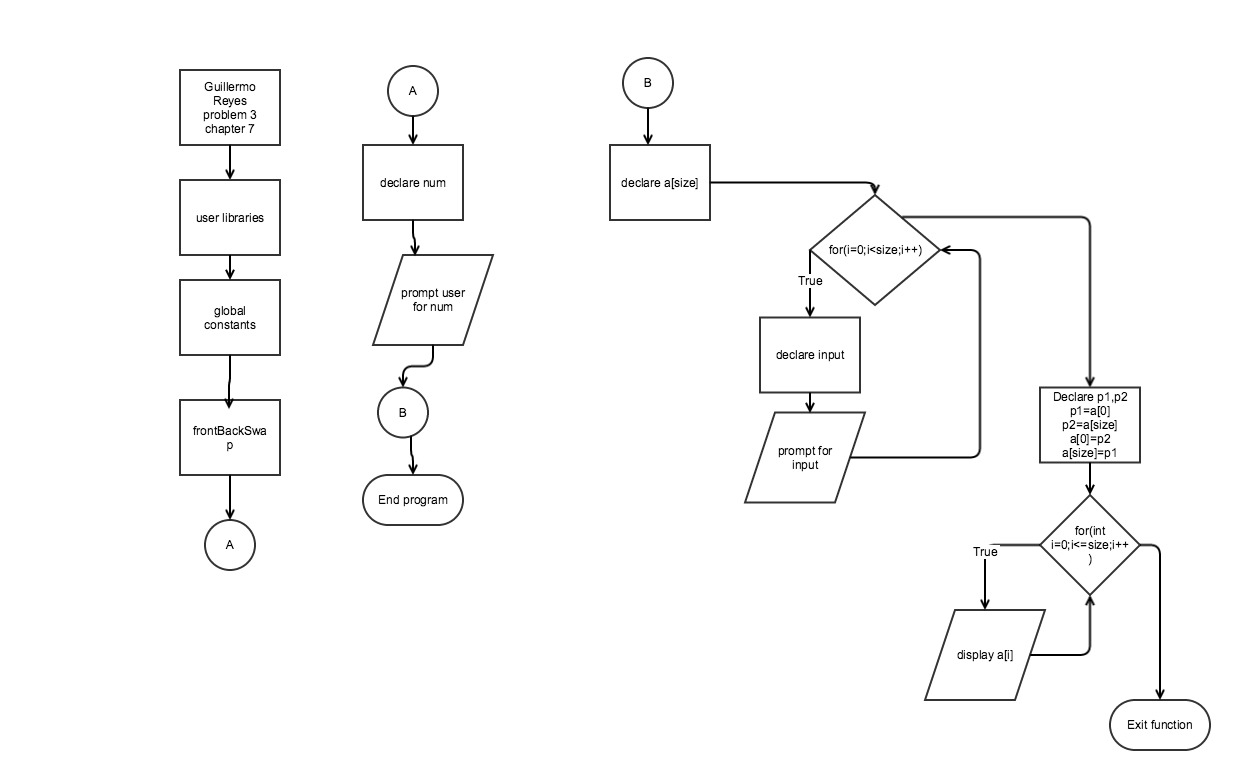 Guillermo
Reyes
problem 3
chapter 7
user libraries
global
constants
frontBackSwa
p
A
A
declare num
prompt user
for num
B
End program
B
declare a[size]
for(i=0;i<size;i++)
True
declare input
prompt for
input
Declare p1,p2
p1=a[0]
p2=a[size]
a[0]=p2
a[size]=p1
for(int
i=0;i<=size;i++
)
True
display a[i]
Exit function